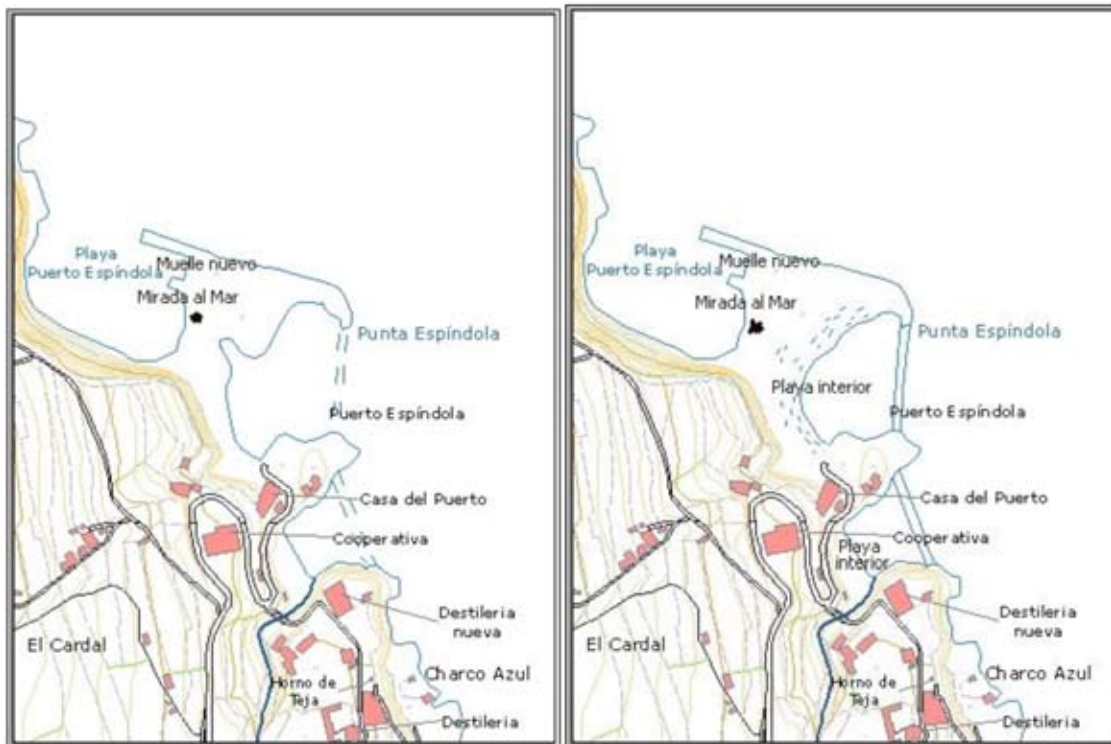 Playa
Puerto Espíndola
Muelle nuevo
Mirada al Mar
Punta Espíndola
Puerto Espíndola
Casa del Puerto
Cooperativa
Destileria
nueva
El Cardal
Charco Azul
Horno de
Teja
Destileria
Playa
Puerto Espíndola
Muelle nuevo
Mirada al Mar
Punta Espíndola
Playa interior
Puerto Espíndola
Casa del Puerto
Cooperativa
Playa
interior
Destileria
nueva
El Cardal
Charco Azul
Horno de
Teja
Destileria